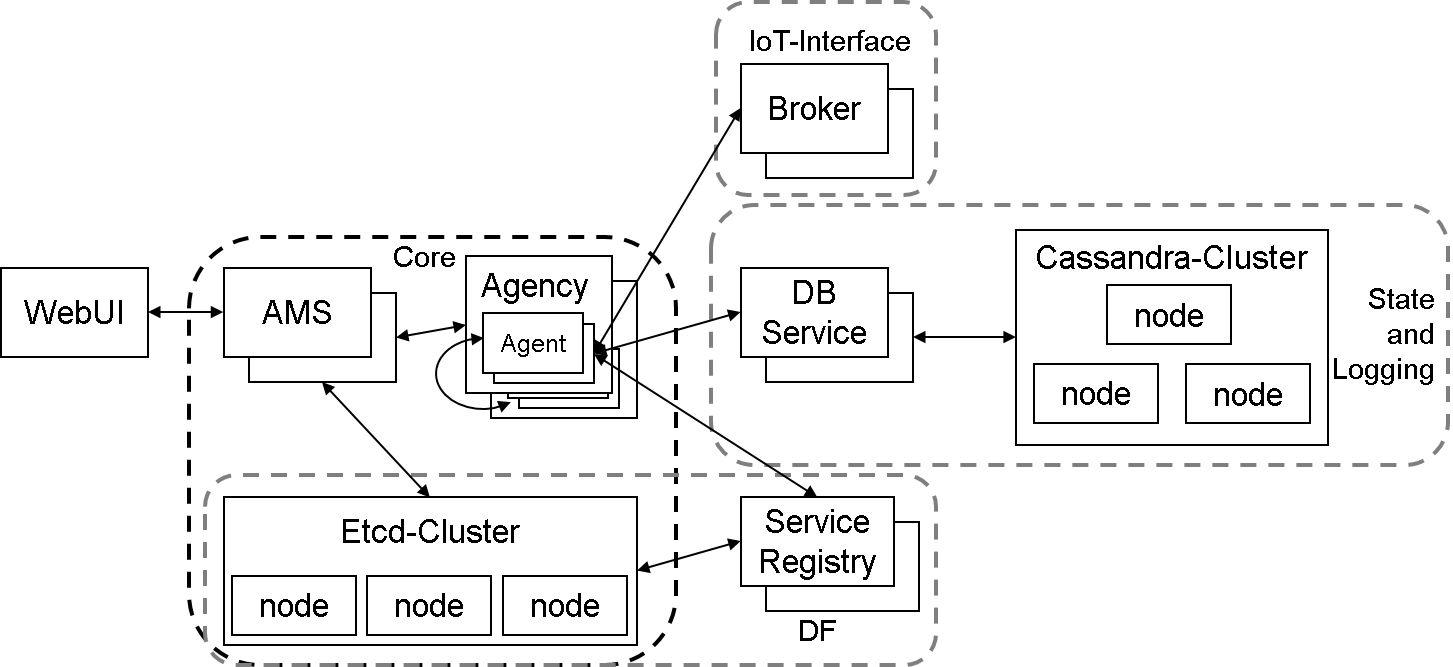 IoT-Interface
Broker
Core
WebUI
AMS
Agency
Agent
DB
Service
Cassandra-Cluster
node
node
node
State
and
Logging
Etcd-Cluster
node
node
node
Service
Registry
DF